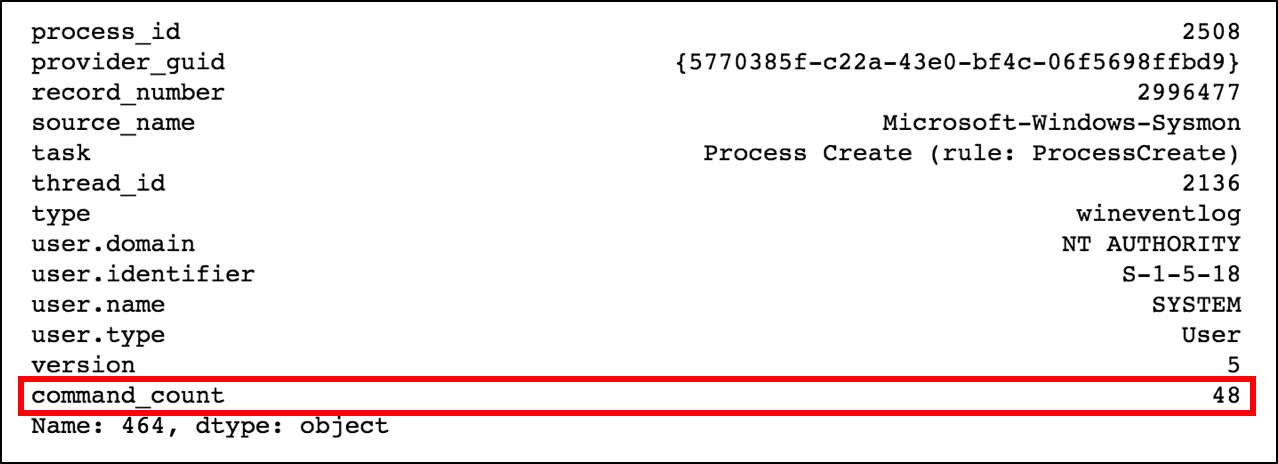 process_id 2508
provider_guid {5770385f-c22a-43e0-bf4c-06f5698ffbd9}
record_number 2996477
source_name Microsoft-Windows-Sysmon
task Process Create (rule: ProcessCreate)
thread_id 2136
type wineventlog
user.domain NT AUTHORITY
user.identifier S-1-5-18
user.name SYSTEM
user.type User
version 5
command_count 48
Name: 464, dtype: object